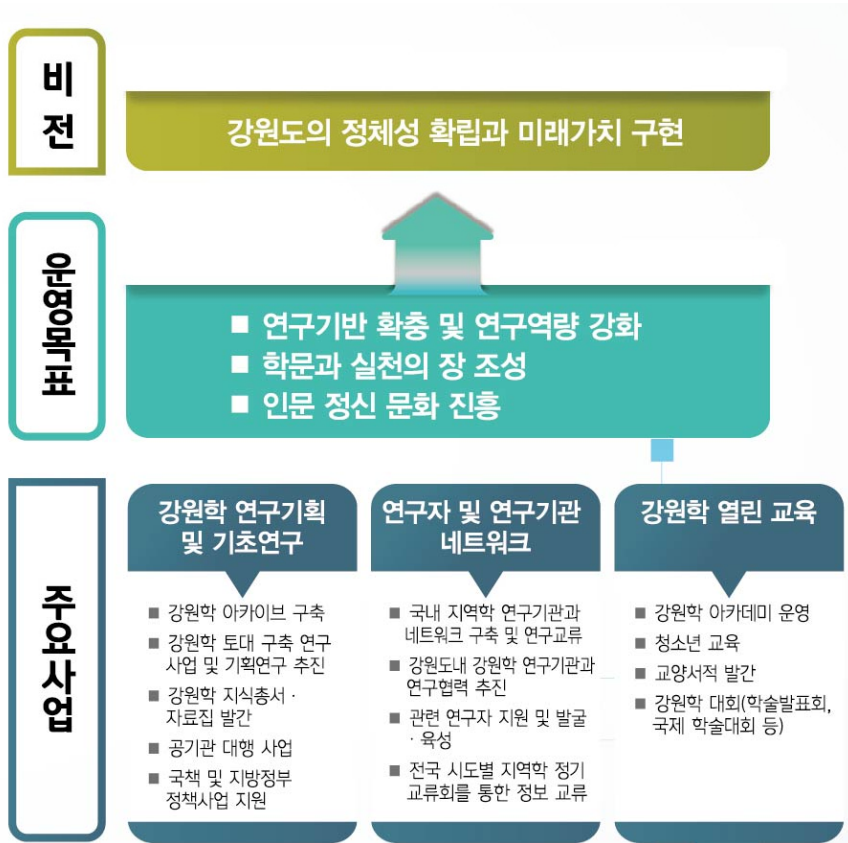 비
전
강원도의 정체성 확립과 미래가치 구현
운영목표
■ 연구기반 확충 및 연구역량 강화
■ 학문과 실천의 장 조성
■ 인문 정신 문화 진흥
주요사업
강원학 연구기획
및 기초연구
■ 강원학 아카이브 구축
■ 강원학 토대 구축 연구
사업 및 기획연구 추진
■ 강원학 지식총서 ·
자료집 발간
■ 공기관 대행 사업
■ 국책 및 지방정부
정책사업 지원
연구자 및 연구기관
네트워크
■ 국내 지역학 연구기관과
네트워크 구축 및 연구교류
■ 강원도내 강원학 연구기관과
연구협력 추진
■ 관련 연구자 지원 및 발굴
· 육성
■ 전국 시도별 지역학 정기
교류회를 통한 정보 교류
강원학 열린 교육
■ 강원학 아카데미 운영
■ 청소년 교육
■ 교양서적 발간
■ 강원학 대회(학술발표회,
국제 학술대회 등)